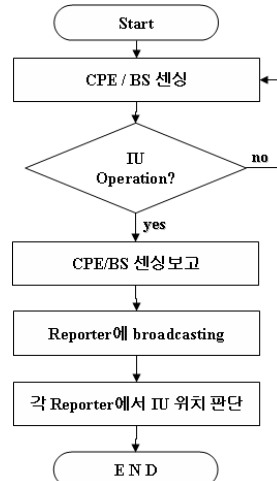 Start
CPE / BS 센싱
IU
Operation?
no
yes
CPE/BS 센싱보고
Reporter에 broadcasting
각 Reporter에서 IU 위치 판단
E N D